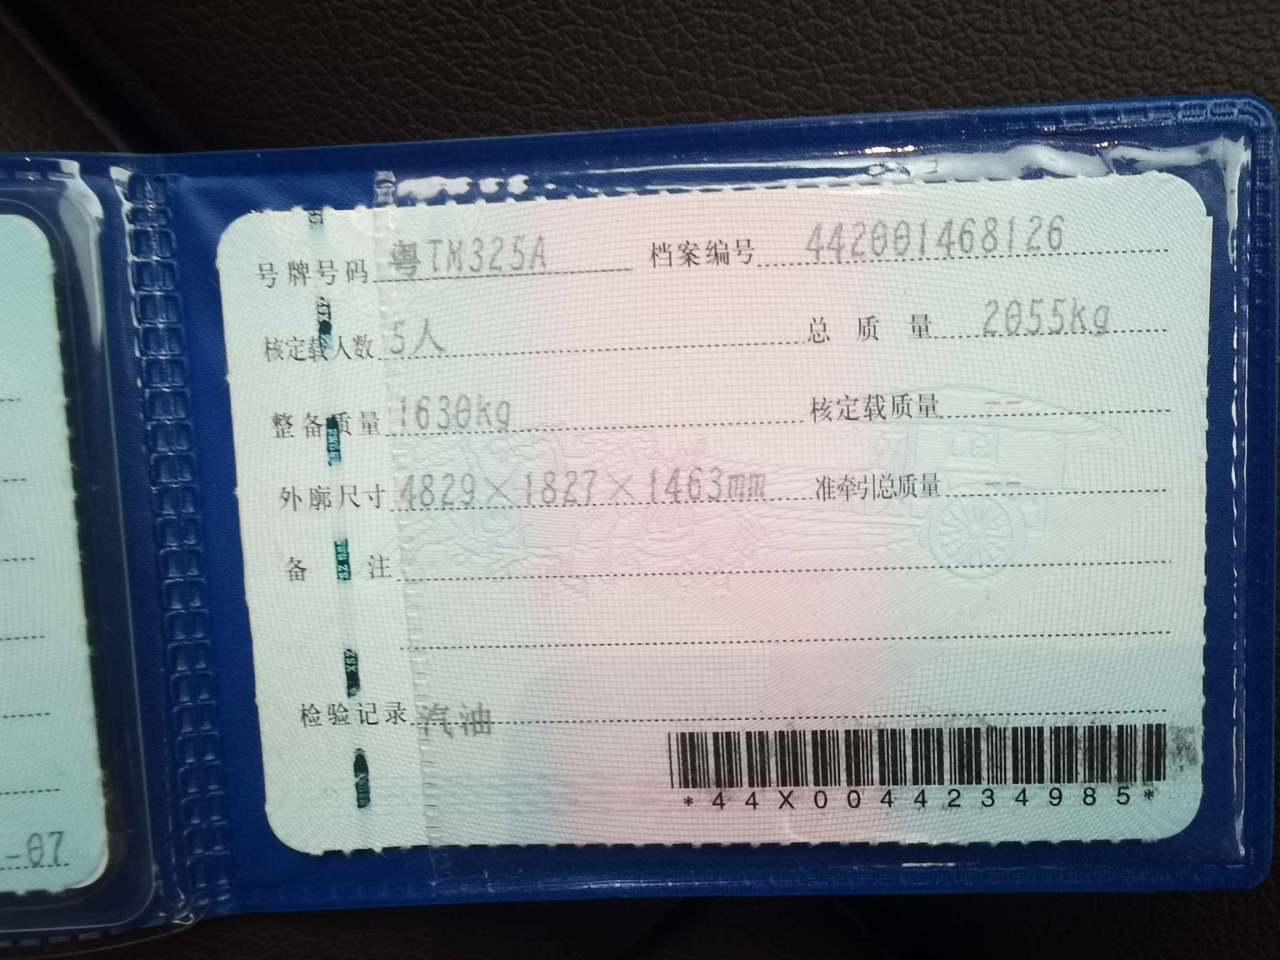 号牌号码 粤TM325A 档案编号 442001468126
核定载人数 5人 总质量 2055kg
整备质量 1630kg 核定载质量 --
外廓尺寸 4829×1827×1463mm 准牵引总质量 --
备注
检验记录 汽油
*44X0044234985*
-07